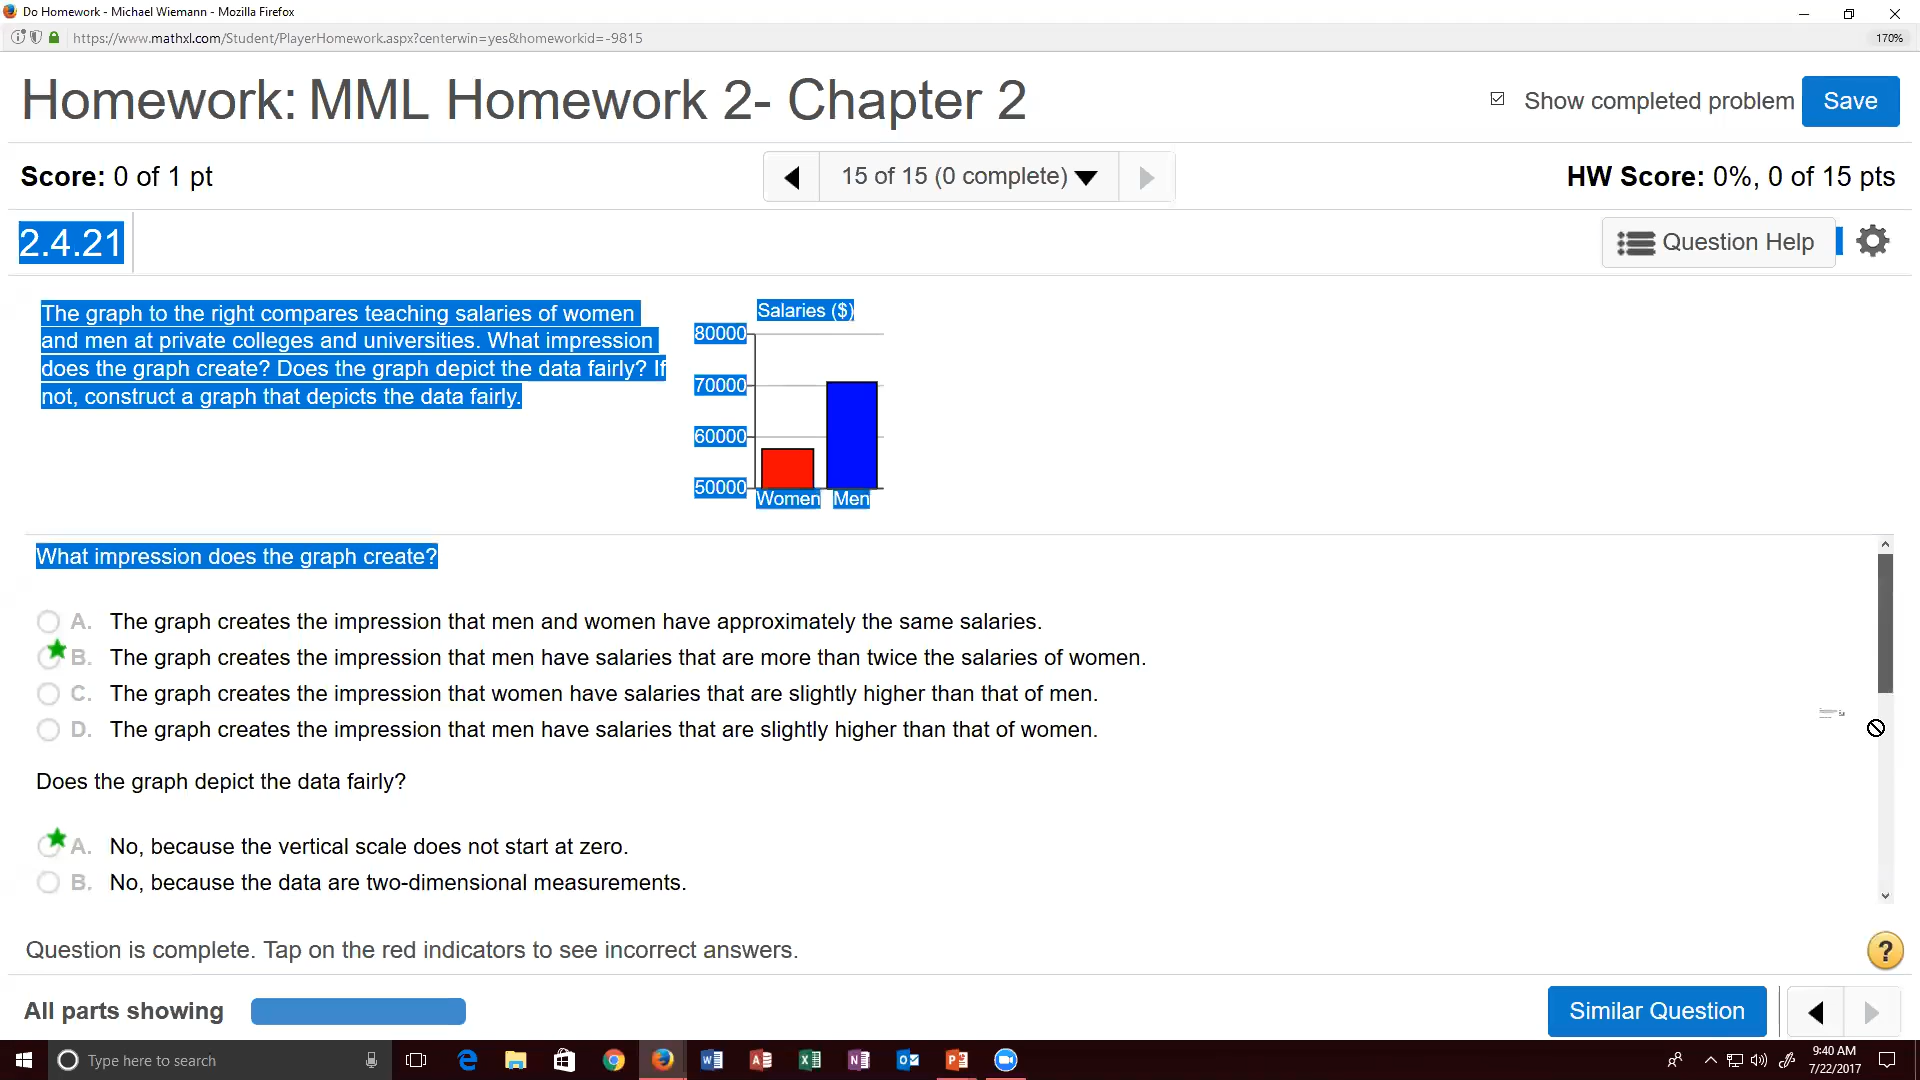 Do Homework - Michael Wiemann - Mozilla Firefox
https://www.mathxl.com/Student/PlayerHomework.aspx?centerwin=yes&homeworkid=-9815
170%
Homework: MML Homework 2- Chapter 2
Show completed problem
Save
Score: 0 of 1 pt
15 of 15 (0 complete)
HW Score: 0%, 0 of 15 pts
2.4.21
Question Help
The graph to the right compares teaching salaries of women
and men at private colleges and universities. What impression
does the graph create? Does the graph depict the data fairly? If
not, construct a graph that depicts the data fairly.
Salaries ($)
80000
70000
60000
50000
Women Men
What impression does the graph create?
A. The graph creates the impression that men and women have approximately the same salaries.
B. The graph creates the impression that men have salaries that are more than twice the salaries of women.
C. The graph creates the impression that women have salaries that are slightly higher than that of men.
D. The graph creates the impression that men have salaries that are slightly higher than that of women.
Does the graph depict the data fairly?
A. No, because the vertical scale does not start at zero.
B. No, because the data are two-dimensional measurements.
Question is complete. Tap on the red indicators to see incorrect answers.
?
All parts showing
Similar Question
Type here to search
9:40 AM
7/22/2017